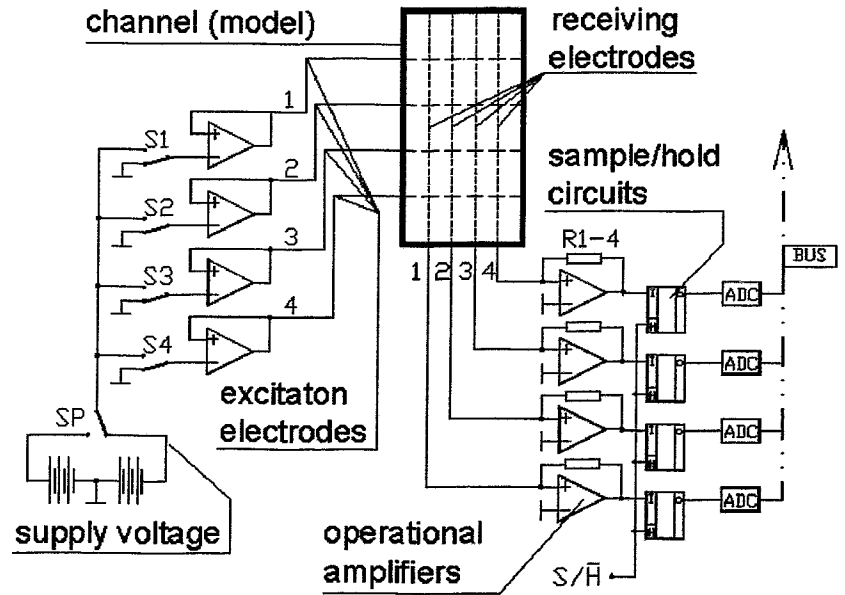 channel (model)
receiving
electrodes
1
S1
2
S2
3
S3
4
S4
sample/hold
circuits
R1-4
1 2 3 4
BUS
I
H
ADC
I
H
ADC
I
H
ADC
I
H
ADC
excitaton
electrodes
SP
supply voltage
operational
amplifiers
S/H̅